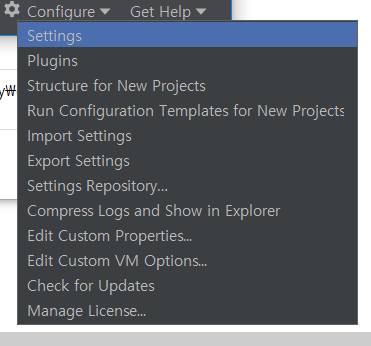 Configure Get Help
Settings
Plugins
y₩
Structure for New Projects
Run Configuration Templates for New Projects
Import Settings
Export Settings
Settings Repository...
Compress Logs and Show in Explorer
Edit Custom Properties...
Edit Custom VM Options...
Check for Updates
Manage License...